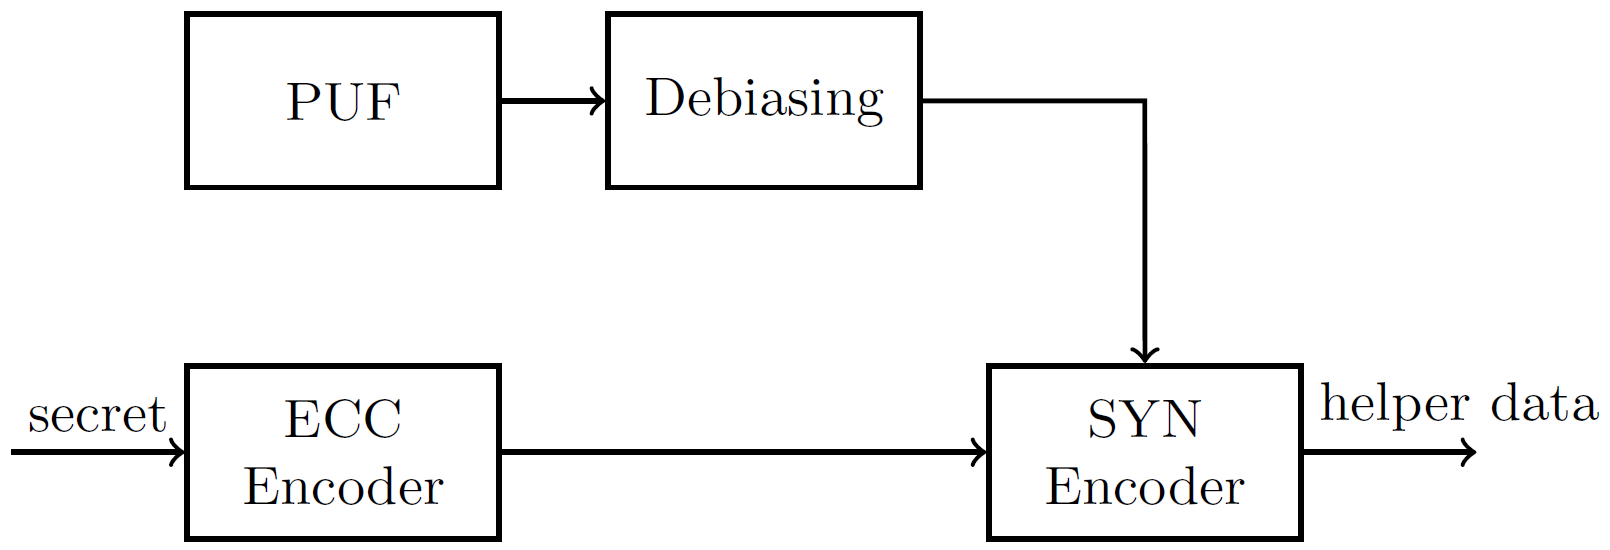 PUF
Debiasing
secret
ECC
Encoder
SYN
Encoder
helper data